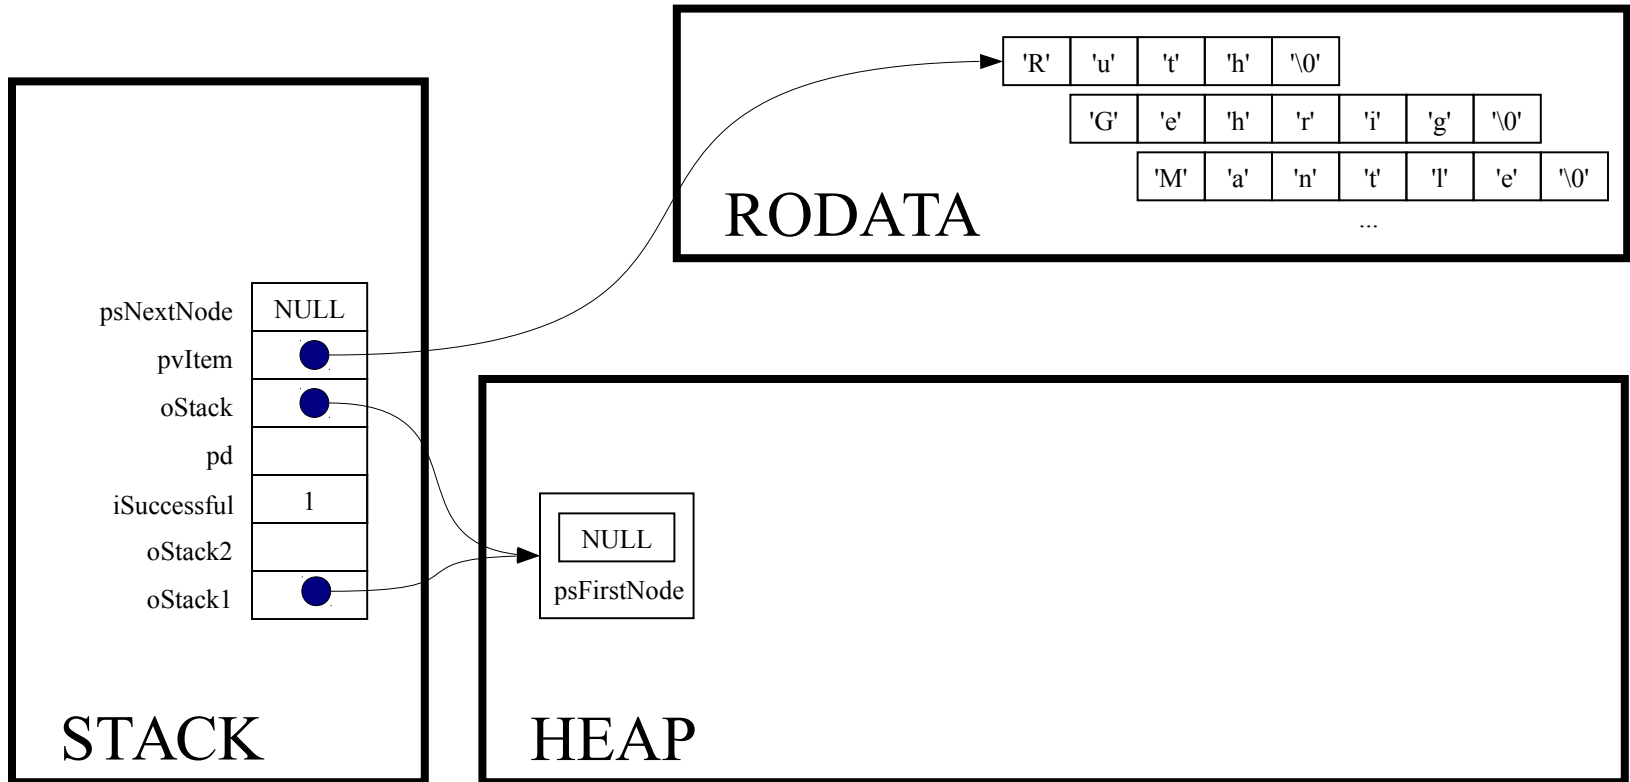 'R' 'u' 't' 'h' '\0'
'G' 'e' 'h' 'r' 'i' 'g' '\0'
'M' 'a' 'n' 't' 'l' 'e' '\0'
...
RODATA
psNextNode NULL
pvItem
oStack
pd
iSuccessful 1
oStack2
oStack1
STACK
NULL
psFirstNode
HEAP